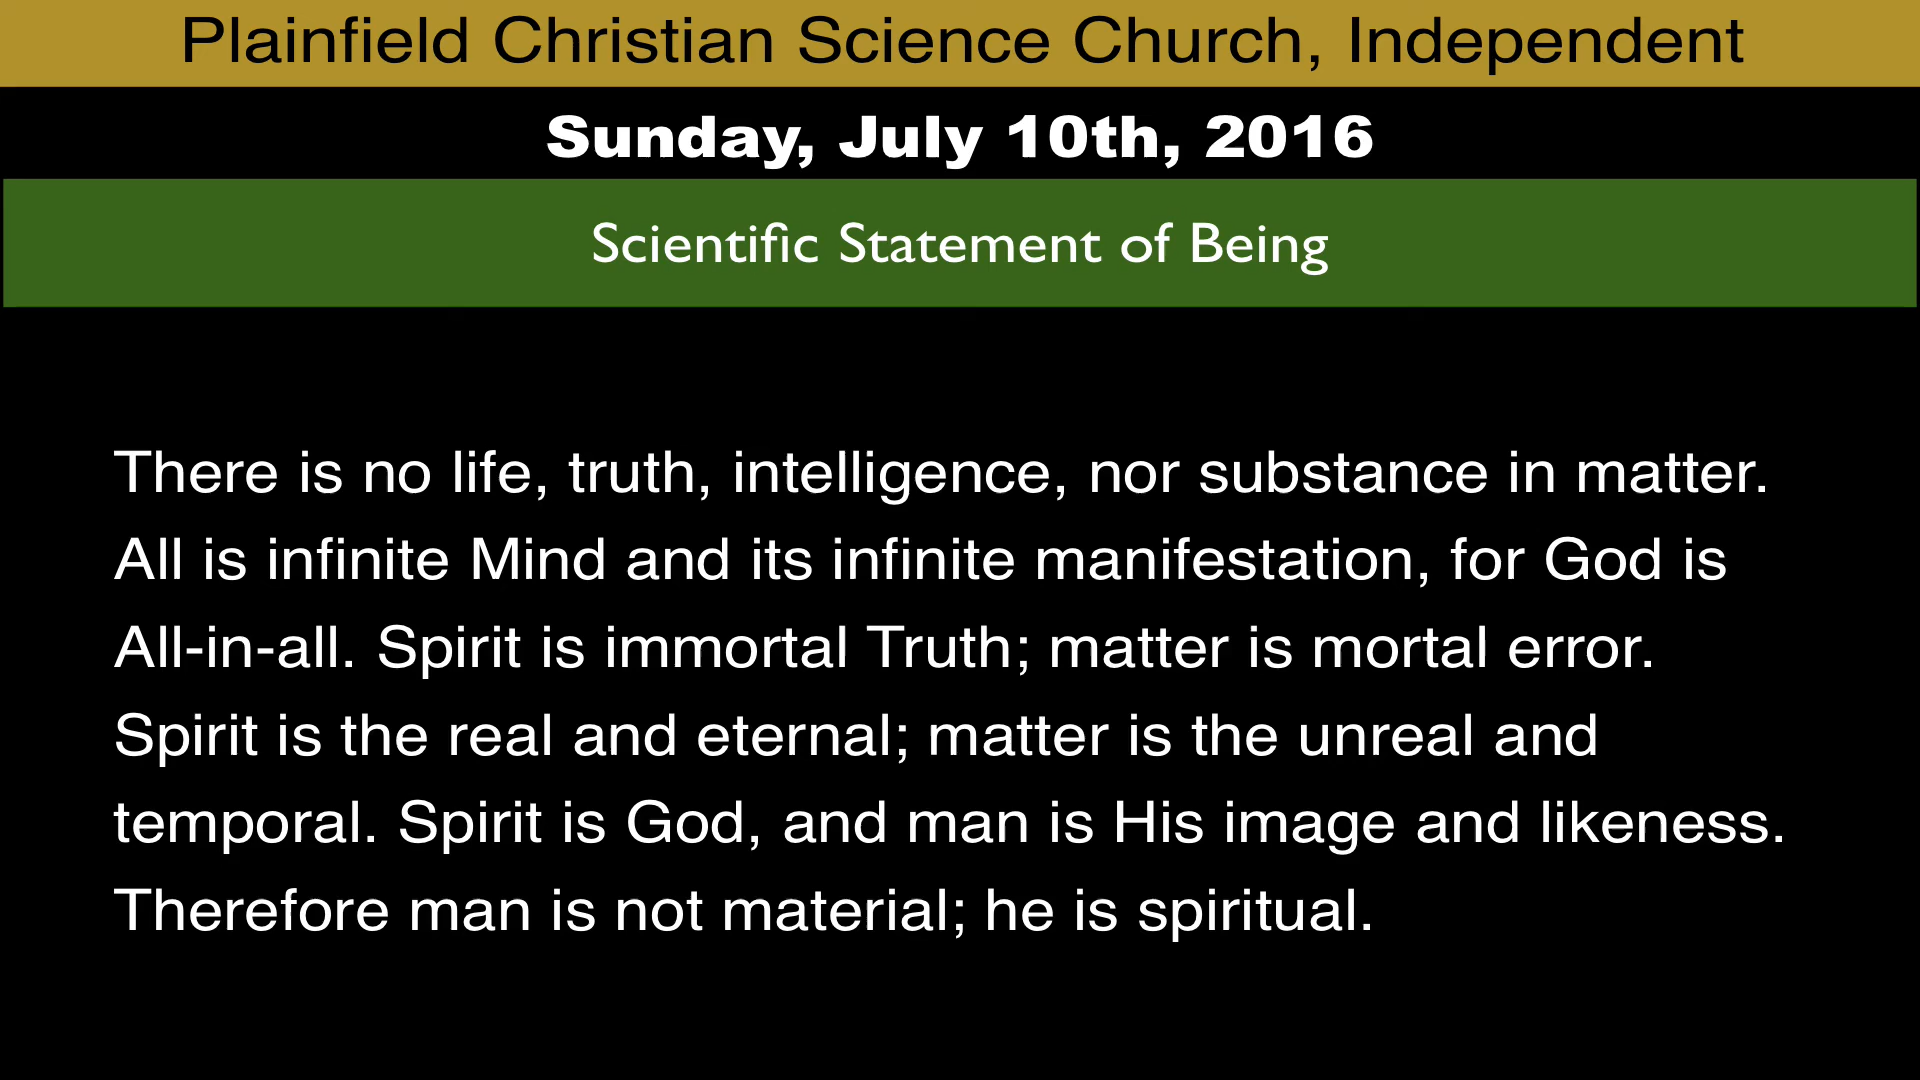 Plainfield Christian Science Church, Independent
Sunday, July 10th, 2016
Scientific Statement of Being
There is no life, truth, intelligence, nor substance in matter.
All is infinite Mind and its infinite manifestation, for God is
All-in-all. Spirit is immortal Truth; matter is mortal error.
Spirit is the real and eternal; matter is the unreal and
temporal. Spirit is God, and man is His image and likeness.
Therefore man is not material; he is spiritual.